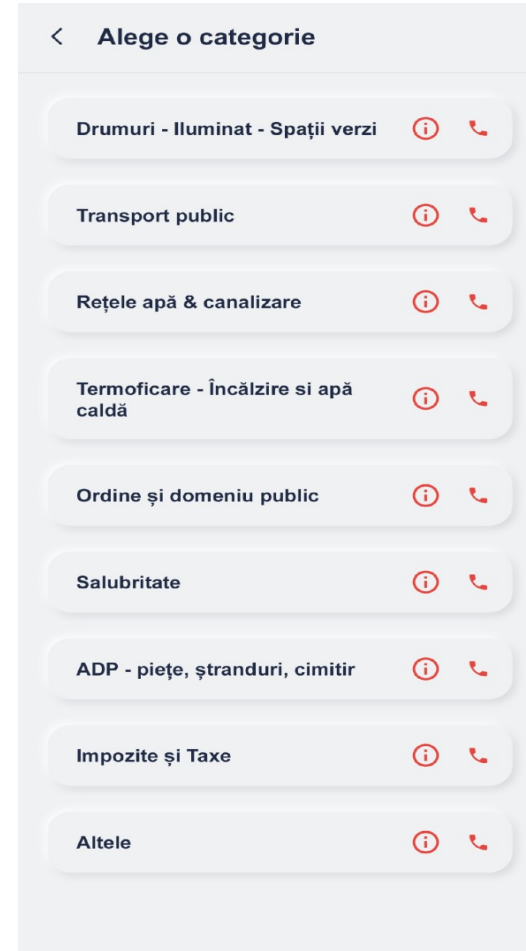 Alege o categorie
Drumuri - Iluminat - Spații verzi
Transport public
Rețele apă & canalizare
Termoficare - Încălzire si apă
caldă
Ordine și domeniu public
Salubritate
ADP - piețe, ștranduri, cimitir
Impozite și Taxe
Altele